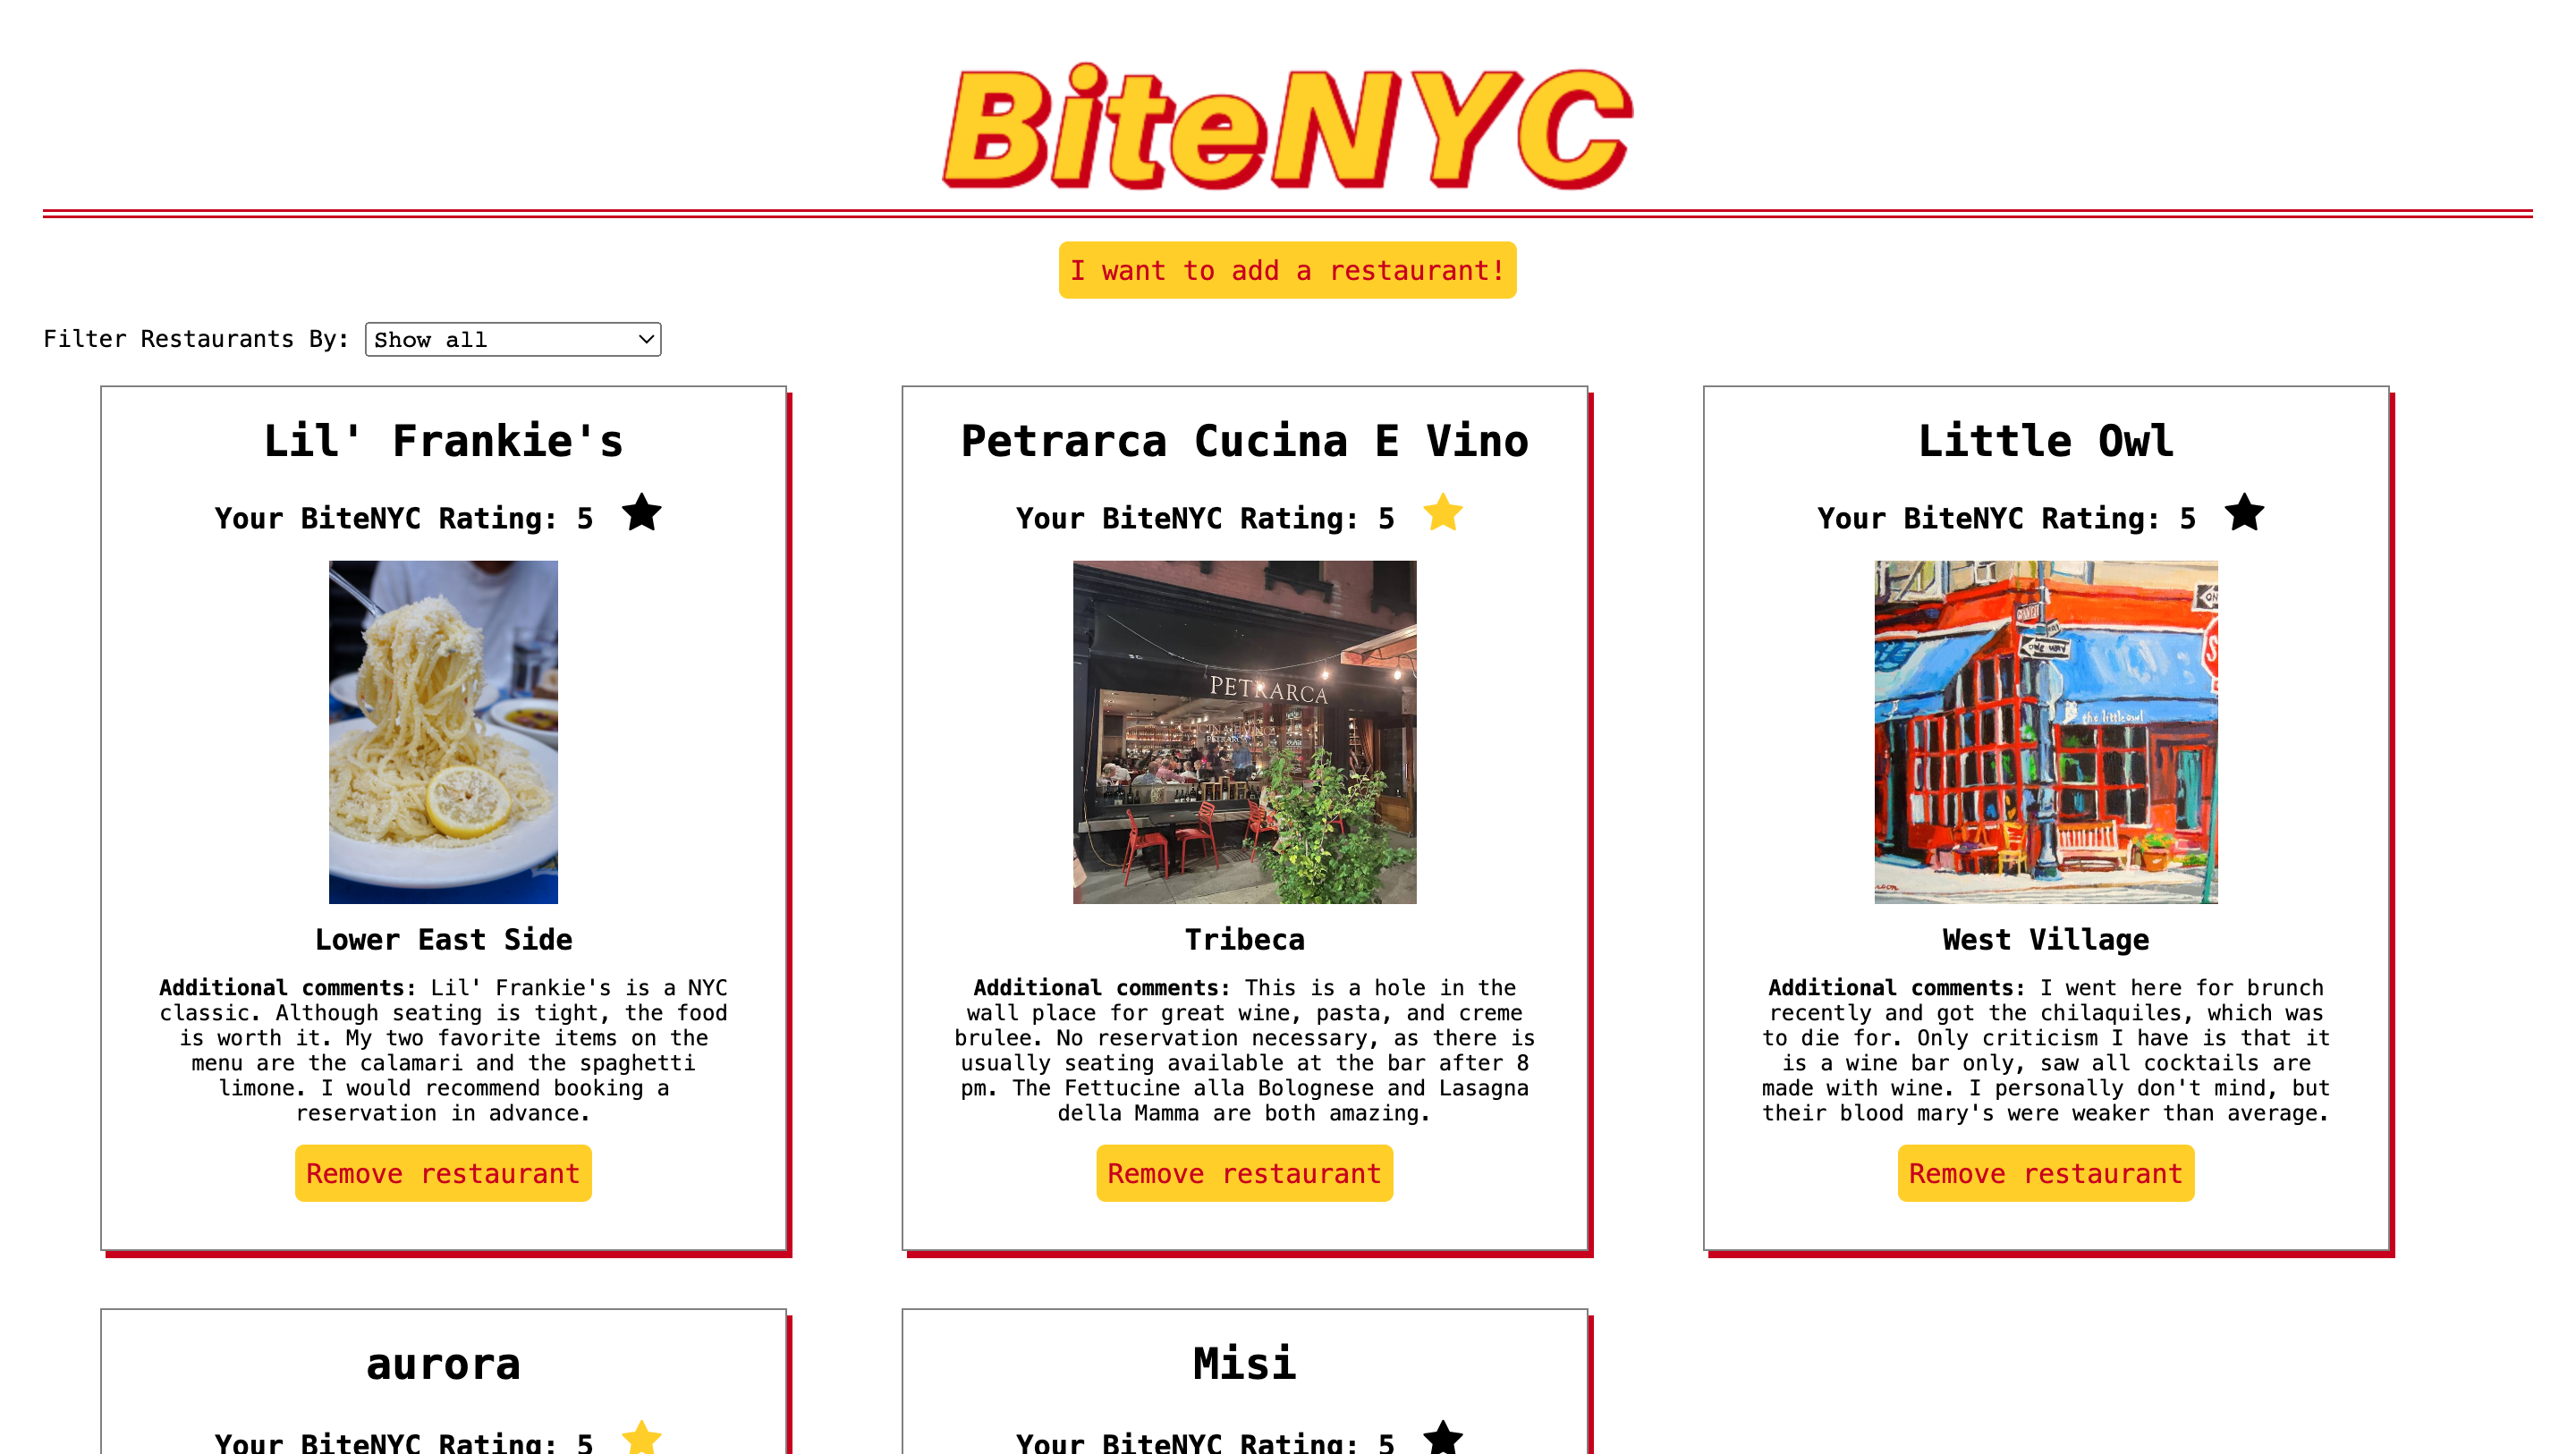 BiteNYC
I want to add a restaurant!
Filter Restaurants By: Show all
Lil' Frankie's
Your BiteNYC Rating: 5
Lower East Side
Additional comments: Lil' Frankie's is a NYC
classic. Although seating is tight, the food
is worth it. My two favorite items on the
menu are the calamari and the spaghetti
limone. I would recommend booking a
reservation in advance.
Remove restaurant
Petrarca Cucina E Vino
Your BiteNYC Rating: 5
PETRARCA
Tribeca
Additional comments: This is a hole in the
wall place for great wine, pasta, and creme
brulee. No reservation necessary, as there is
usually seating available at the bar after 8
pm. The Fettucine alla Bolognese and Lasagna
della Mamma are both amazing.
Remove restaurant
Little Owl
Your BiteNYC Rating: 5
ONE WAY
the little owl
West Village
Additional comments: I went here for brunch
recently and got the chilaquiles, which was
to die for. Only criticism I have is that it
is a wine bar only, saw all cocktails are
made with wine. I personally don't mind, but
their blood mary's were weaker than average.
Remove restaurant
aurora
Your BiteNYC Rating: 5
Misi
Your BiteNYC Rating: 5